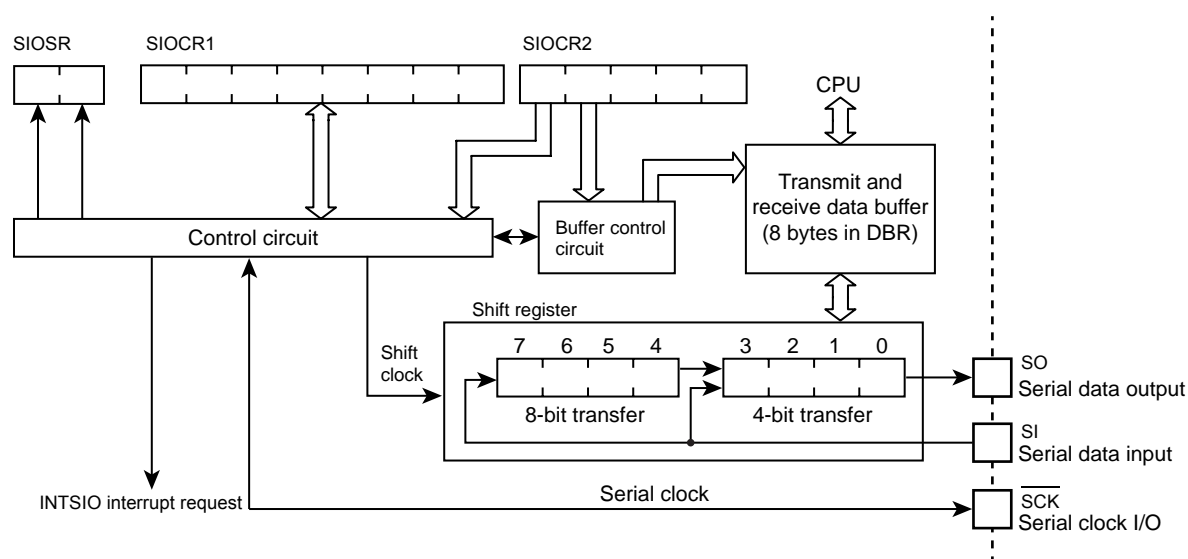 SIOSR
SIOCR1
SIOCR2
CPU
Transmit and
receive data buffer
(8 bytes in DBR)
Control circuit
Buffer control
circuit
Shift register
7 6 5 4
3 2 1 0
Shift
clock
8-bit transfer
4-bit transfer
SO
Serial data output
SI
Serial data input
INTSIO interrupt request
Serial clock
SCK
Serial clock I/O